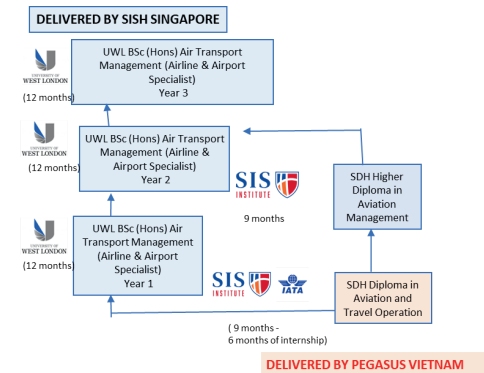 DELIVERED BY SISH SINGAPORE
UNIVERSITY OF
WEST LONDON
(12 months)
UWL BSc (Hons) Air Transport
Management (Airline & Airport
Specialist)
Year 3
UNIVERSITY OF
WEST LONDON
(12 months)
UWL BSc (Hons) Air Transport
Management (Airline &
Airport Specialist)
Year 2
SIS
INSTITUTE
9 months
SDH Higher
Diploma in
Aviation
Management
UNIVERSITY OF
WEST LONDON
(12 months)
UWL BSc (Hons) Air
Transport Management
(Airline & Airport
Specialist)
Year 1
SIS
INSTITUTE
IATA
SDH Diploma in
Aviation and
Travel Operation
( 9 months -
6 months of internship)
DELIVERED BY PEGASUS VIETNAM